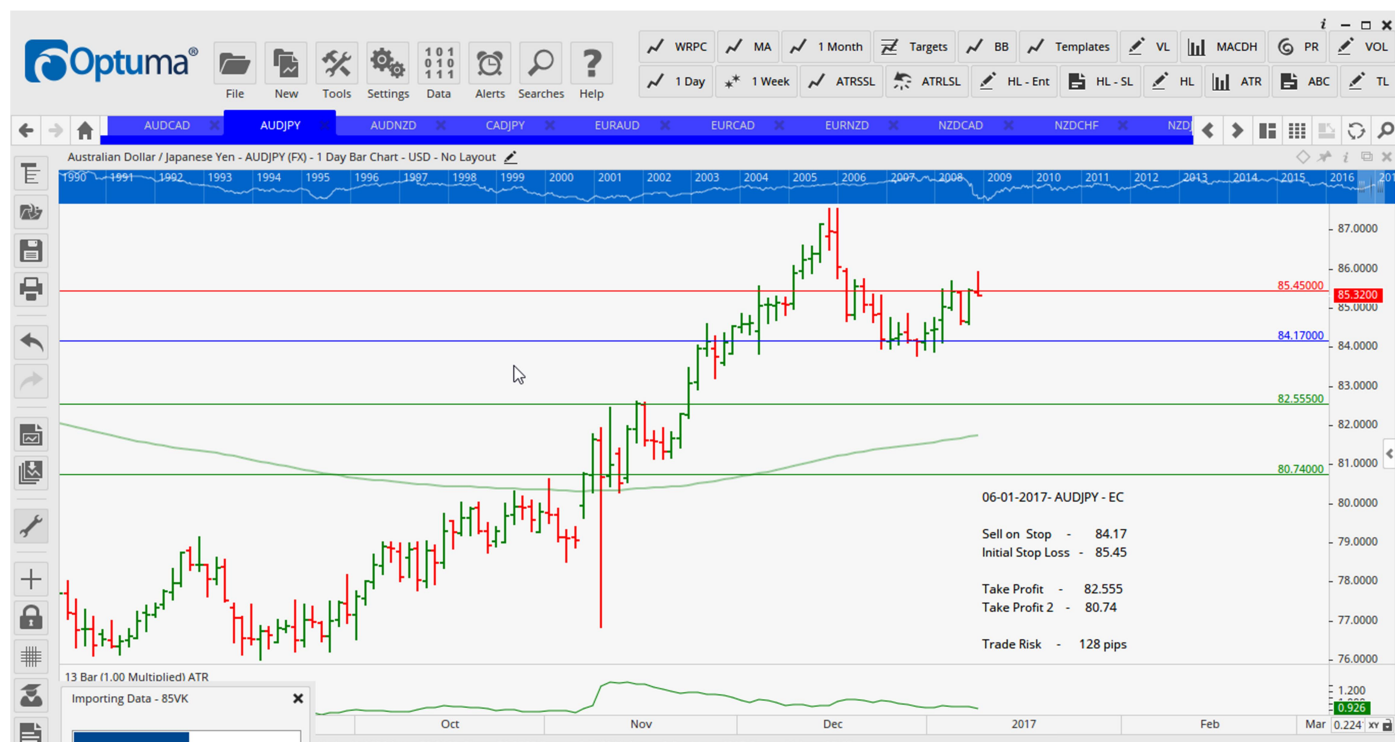 Optuma®
File
New
Tools
Settings
101
010
111
Data
Alerts
Searches
?
Help
i
WRPC
MA
1 Month
Targets
BB
Templates
VL
MACDH
PR
VOL
1 Day
1 Week
ATRSSL
ATRLSL
HL - Ent
HL - SL
HL
ATR
ABC
TL
AUDCAD
AUDJPY
AUDNZD
CADJPY
EURAUD
EURCAD
EURNZD
NZDCAD
NZDCHF
Australian Dollar / Japanese Yen - AUDJPY (FX) - 1 Day Bar Chart - USD - No Layout
1990 1991 1992 1993 1994 1995 1996 1997 1998 1999 2000 2001 2002 2003 2004 2005 2006 2007 2008 2009 2010 2011 2012 2013 2014 2015 2016
87.0000
86.0000
85.45000
85.3200
85.0000
84.17000
84.0000
83.0000
82.55500
82.0000
81.0000
80.74000
80.0000
79.0000
78.0000
77.0000
76.0000
06-01-2017- AUDJPY - EC
Sell on Stop - 84.17
Initial Stop Loss - 85.45
Take Profit - 82.555
Take Profit 2 - 80.74
Trade Risk - 128 pips
13 Bar (1.00 Multiplied) ATR
Importing Data - 85VK
1.200
0.926
Oct Nov Dec 2017 Feb Mar
0.224 XY